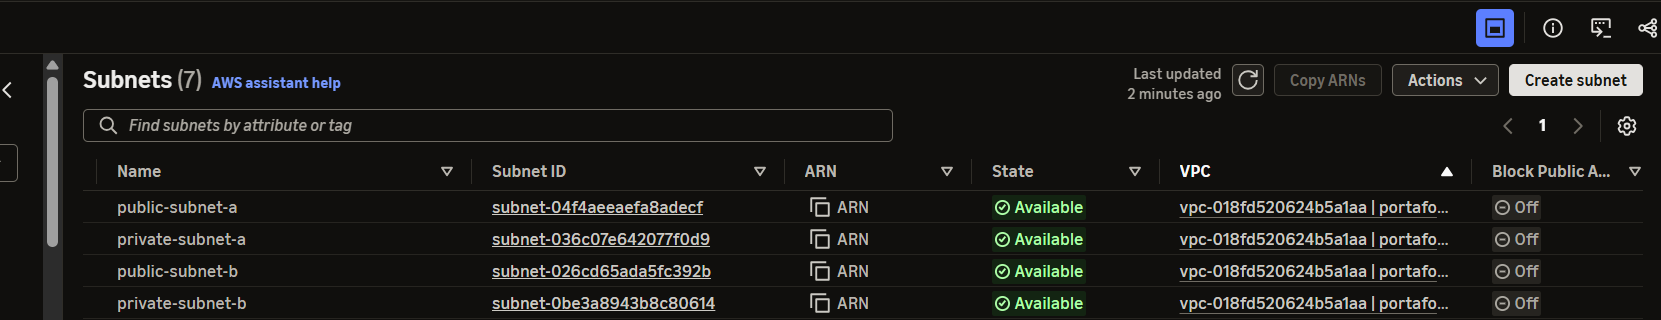 Subnets (7) AWS assistant help
Last updated
2 minutes ago
Copy ARNs
Actions
Create subnet
Find subnets by attribute or tag
1
Name Subnet ID ARN State VPC Block Public A...
public-subnet-a subnet-04f4aeeaefa8adecf ARN Available vpc-018fd520624b5a1aa | portafo... Off
private-subnet-a subnet-036c07e642077f0d9 ARN Available vpc-018fd520624b5a1aa | portafo... Off
public-subnet-b subnet-026cd65ada5fc392b ARN Available vpc-018fd520624b5a1aa | portafo... Off
private-subnet-b subnet-0be3a8943b8c80614 ARN Available vpc-018fd520624b5a1aa | portafo... Off